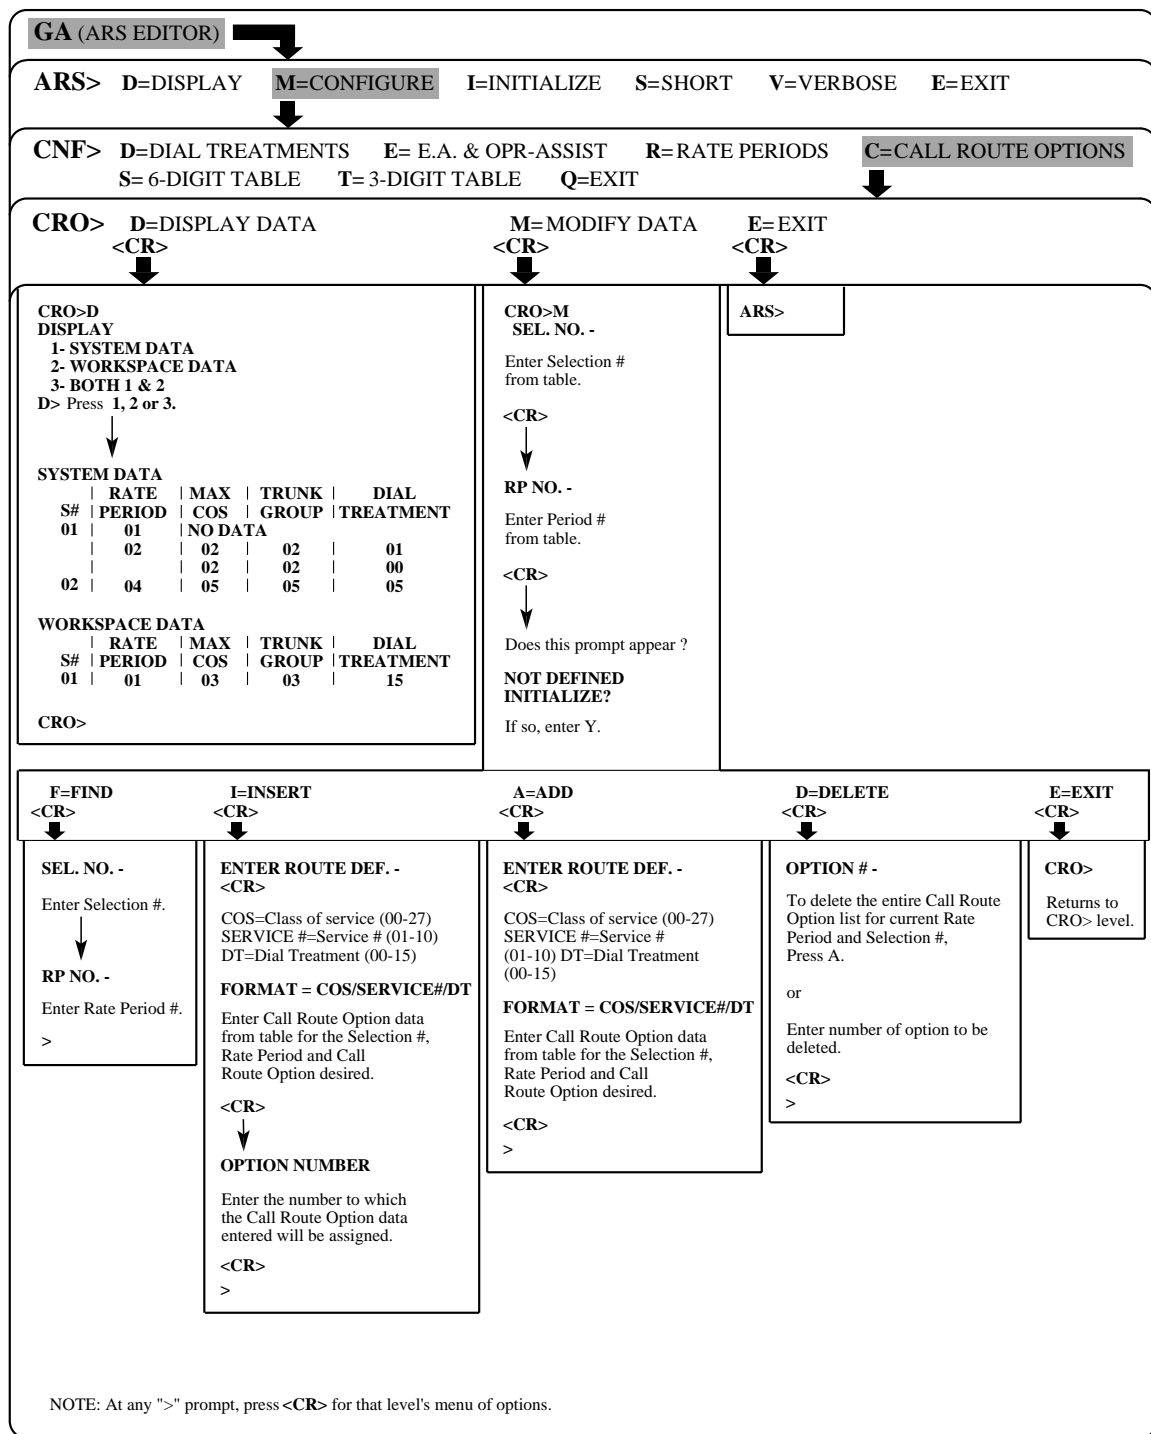 GA (ARS EDITOR)
ARS> D=DISPLAY M=CONFIGURE I=INITIALIZE S=SHORT V=VERBOSE E=EXIT
CNF> D=DIAL TREATMENTS E= E.A. & OPR-ASSIST R=RATE PERIODS C=CALL ROUTE OPTIONS
S= 6-DIGIT TABLE T= 3-DIGIT TABLE Q=EXIT
CRO> D=DISPLAY DATA M=MODIFY DATA E=EXIT
<CR> <CR> <CR>
CRO>D
DISPLAY
1- SYSTEM DATA
2- WORKSPACE DATA
3- BOTH 1 & 2
D> Press 1, 2 or 3.
SYSTEM DATA
| RATE | MAX | TRUNK | DIAL
S# | PERIOD | COS | GROUP | TREATMENT
01 | 01 | NO DATA
| 02 | 02 | 02 | 01
| | 02 | 02 | 00
02 | 04 | 05 | 05 | 05
WORKSPACE DATA
| RATE | MAX | TRUNK | DIAL
S# | PERIOD | COS | GROUP | TREATMENT
01 | 01 | 03 | 03 | 15
CRO>
CRO>M
SEL. NO. -
Enter Selection #
from table.
<CR>
RP NO. -
Enter Period #
from table.
<CR>
Does this prompt appear ?
NOT DEFINED
INITIALIZE?
If so, enter Y.
ARS>
F=FIND I=INSERT A=ADD D=DELETE E=EXIT
<CR> <CR> <CR> <CR> <CR>
SEL. NO. -
Enter Selection #.
RP NO. -
Enter Rate Period #.
>
ENTER ROUTE DEF. -
<CR>
COS=Class of service (00-27)
SERVICE #=Service # (01-10)
DT=Dial Treatment (00-15)
FORMAT = COS/SERVICE#/DT
Enter Call Route Option data
from table for the Selection #,
Rate Period and Call
Route Option desired.
<CR>
OPTION NUMBER
Enter the number to which
the Call Route Option data
entered will be assigned.
<CR>
>
ENTER ROUTE DEF. -
<CR>
COS=Class of service (00-27)
SERVICE #=Service #
(01-10) DT=Dial Treatment
(00-15)
FORMAT = COS/SERVICE#/DT
Enter Call Route Option data
from table for the Selection #,
Rate Period and Call
Route Option desired.
<CR>
>
OPTION # -
To delete the entire Call Route
Option list for current Rate
Period and Selection #,
Press A.
or
Enter number of option to be
deleted.
<CR>
>
CRO>
Returns to
CRO> level.
NOTE: At any ">" prompt, press <CR> for that level's menu of options.